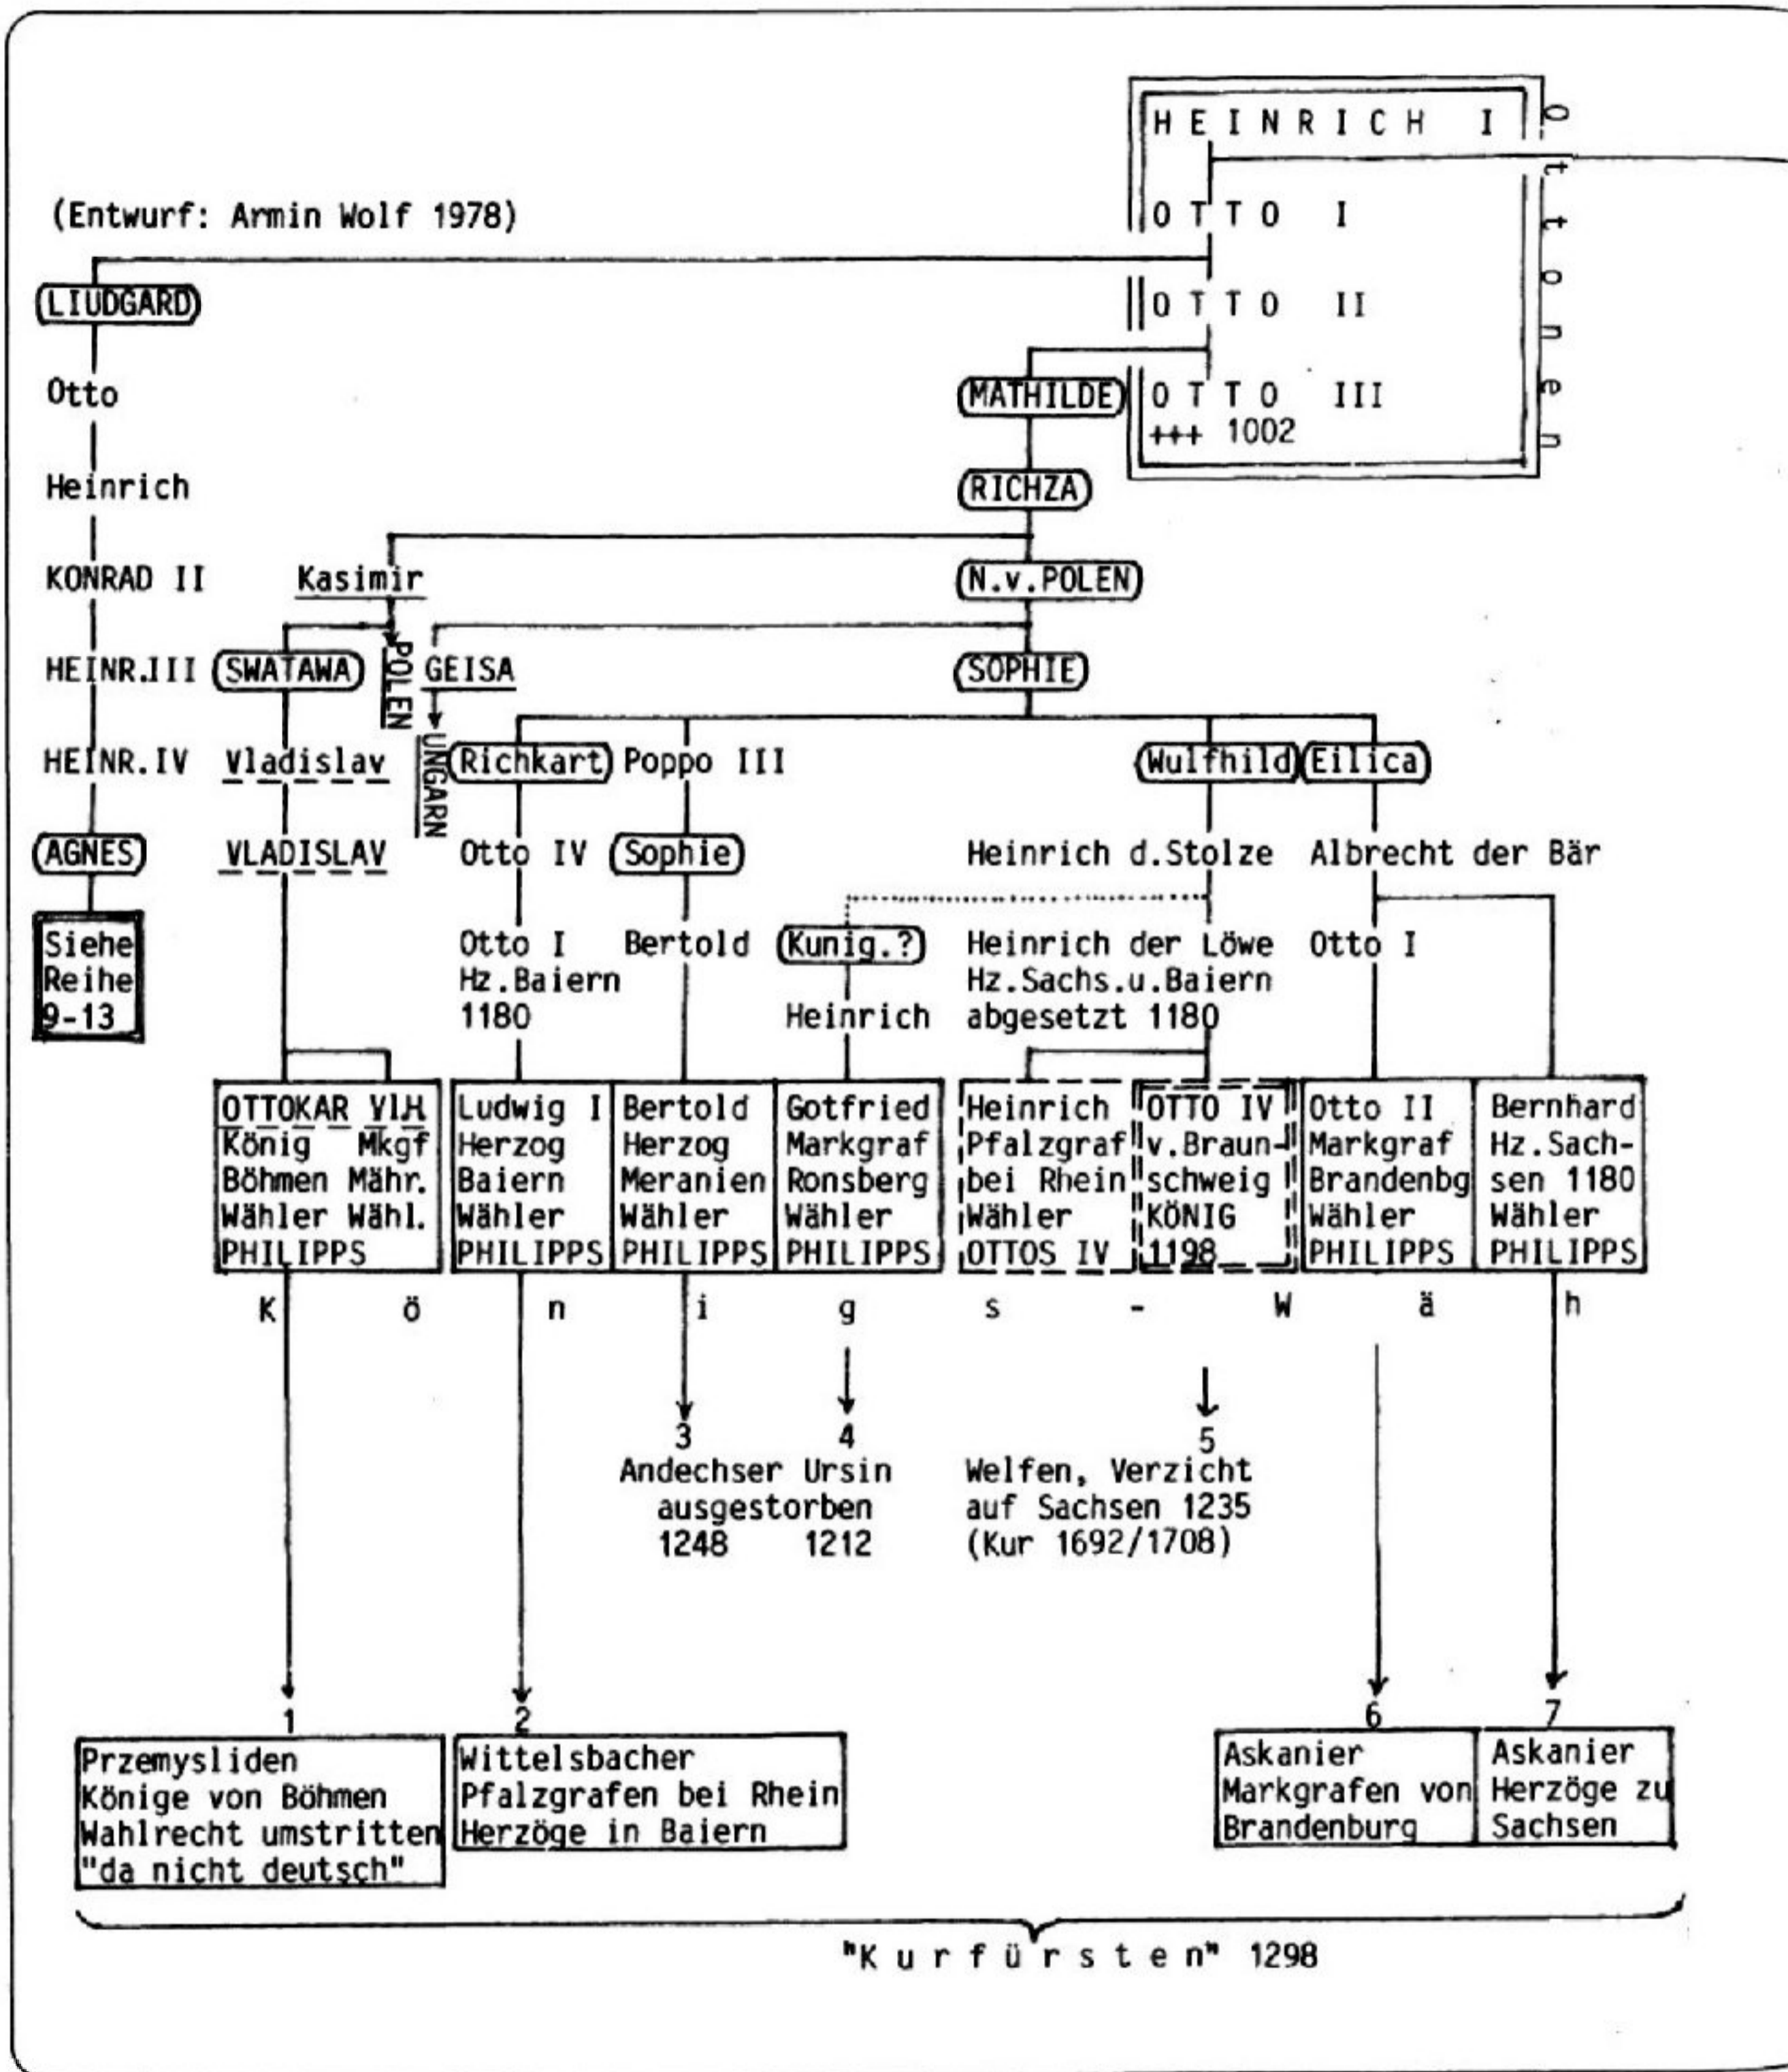 HEINRICH I
Ottonen
(Entwurf: Armin Wolf 1978)
OTTO I
LIUDGARD
OTTO II
Otto
MATHILDE
OTTO III
+++ 1002
Heinrich
RICHZA
KONRAD II
Kasimir
N.v.POLEN
HEINR.III
SWATAWA
POLEN
GEISA
SOPHIE
HEINR.IV
Vladislav
UNGARN
Richkart
Poppo III
Wulfhild
Eilica
AGNES
VLADISLAV
Otto IV
Sophie
Heinrich d.Stolze
Albrecht der Bär
Siehe
Reihe
9-13
Otto I
Hz.Baiern
1180
Bertold
Kunig.?
Heinrich
Heinrich der Löwe
Hz.Sachs.u.Baiern
abgesetzt 1180
Otto I
OTTOKAR VlH
König Mkgf
Böhmen Mähr.
Wähler Wähl.
PHILIPPS
Ludwig I
Herzog
Baiern
Wähler
PHILIPPS
Bertold
Herzog
Meranien
Wähler
PHILIPPS
Gotfried
Markgraf
Ronsberg
Wähler
PHILIPPS
Heinrich
Pfalzgraf
bei Rhein
Wähler
OTTOS IV
OTTO IV
v.Braun-
schweig
KÖNIG
1198
Otto II
Markgraf
Brandenbg
Wähler
PHILIPPS
Bernhard
Hz.Sach-
sen 1180
Wähler
PHILIPPS
K ö n i g s - W ä h
3 4
Andechser Ursin
ausgestorben
1248 1212
5
Welfen, Verzicht
auf Sachsen 1235
(Kur 1692/1708)
1
Przemysliden
Könige von Böhmen
Wahlrecht umstritten
"da nicht deutsch"
2
Wittelsbacher
Pfalzgrafen bei Rhein
Herzöge in Baiern
6
Askanier
Markgrafen von
Brandenburg
7
Askanier
Herzöge zu
Sachsen
"K u r f ü r s t e n" 1298